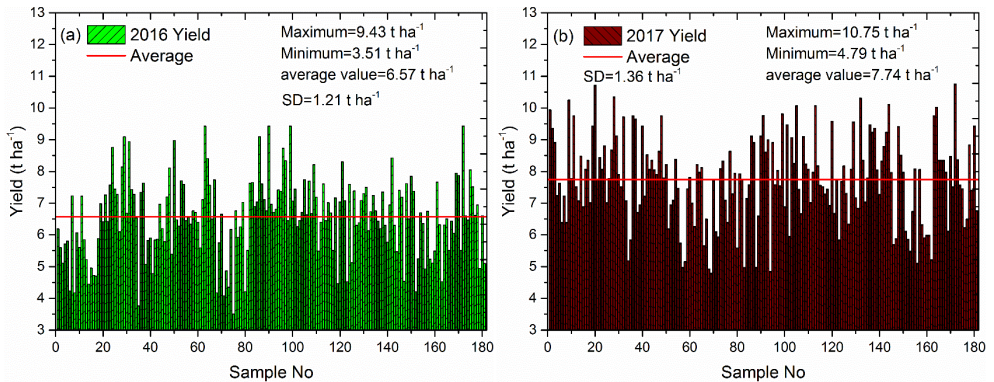 (a) 2016 Yield
Average
Maximum=9.43 t ha⁻¹
Minimum=3.51 t ha⁻¹
average value=6.57 t ha⁻¹
SD=1.21 t ha⁻¹
13
12
11
10
9
8
7
6
5
4
3
Yield (t ha⁻¹)
0 20 40 60 80 100 120 140 160 180
Sample No
(b) 2017 Yield
Average
SD=1.36 t ha⁻¹
Maximum=10.75 t ha⁻¹
Minimum=4.79 t ha⁻¹
average value=7.74 t ha⁻¹
13
12
11
10
9
8
7
6
5
4
3
Yield (t ha⁻¹)
0 20 40 60 80 100 120 140 160 180
Sample No